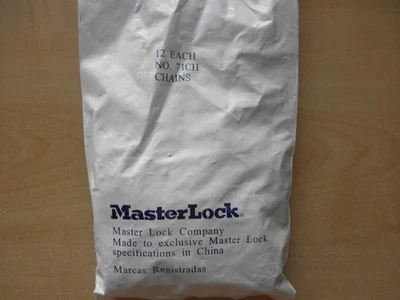 12 EACH
NO. 71CH
CHAINS
MasterLock®
Master Lock Company
Made to exclusive Master Lock
specifications in China
Marcas Registradas